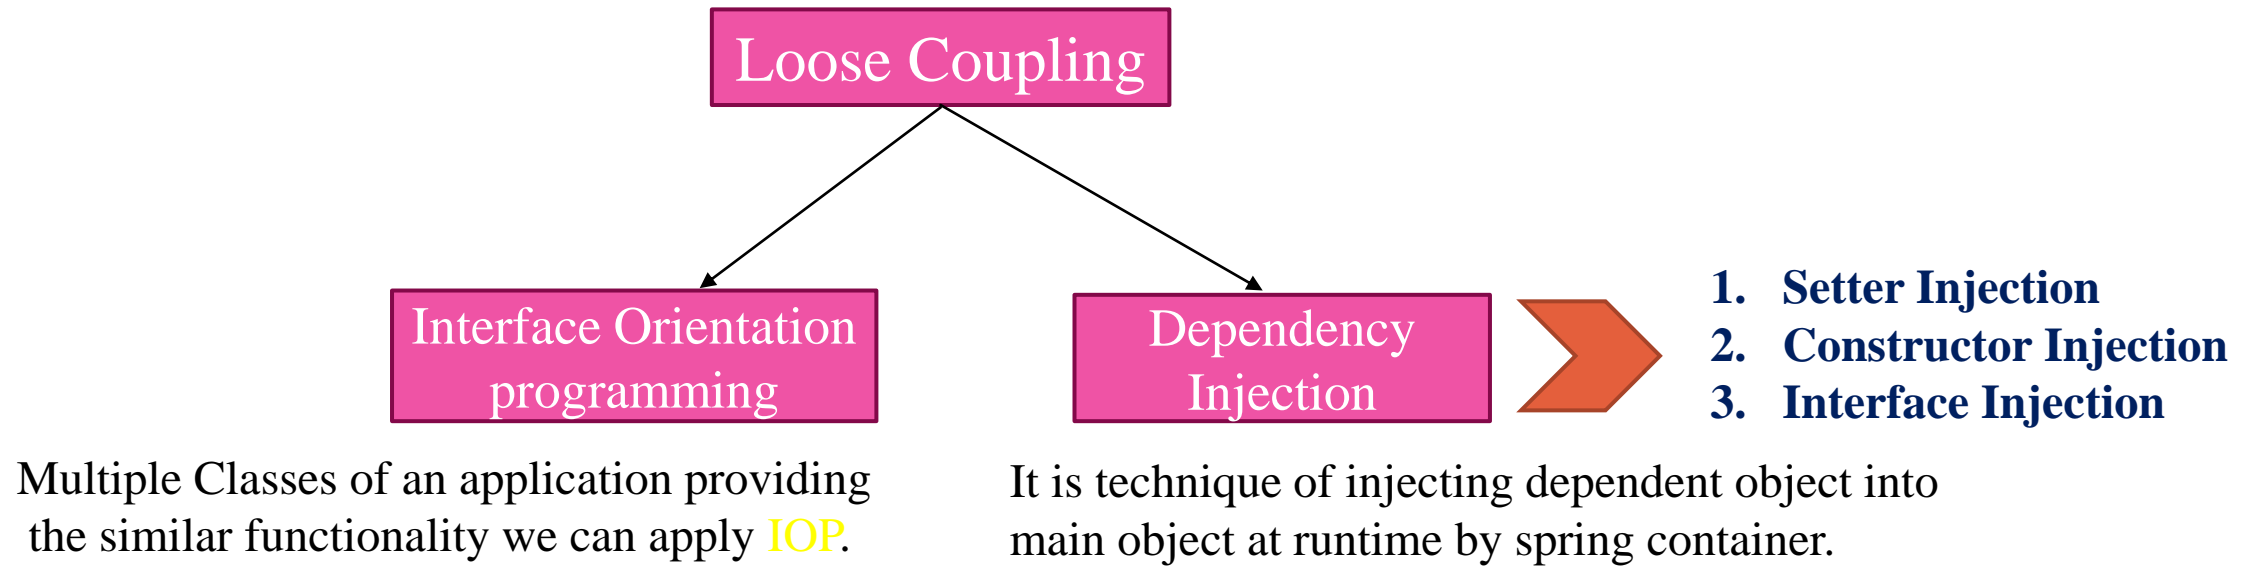 Loose Coupling
Interface Orientation
programming
Dependency
Injection
1. Setter Injection
2. Constructor Injection
3. Interface Injection
Multiple Classes of an application providing
the similar functionality we can apply IOP.
It is technique of injecting dependent object into
main object at runtime by spring container.